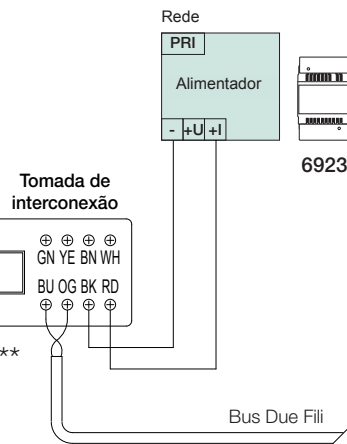 Rede
PRI
Alimentador
- +U +I
6923
Tomada de
interconexão
GN YE BN WH
BU OG BK RD
**
Bus Due Fili